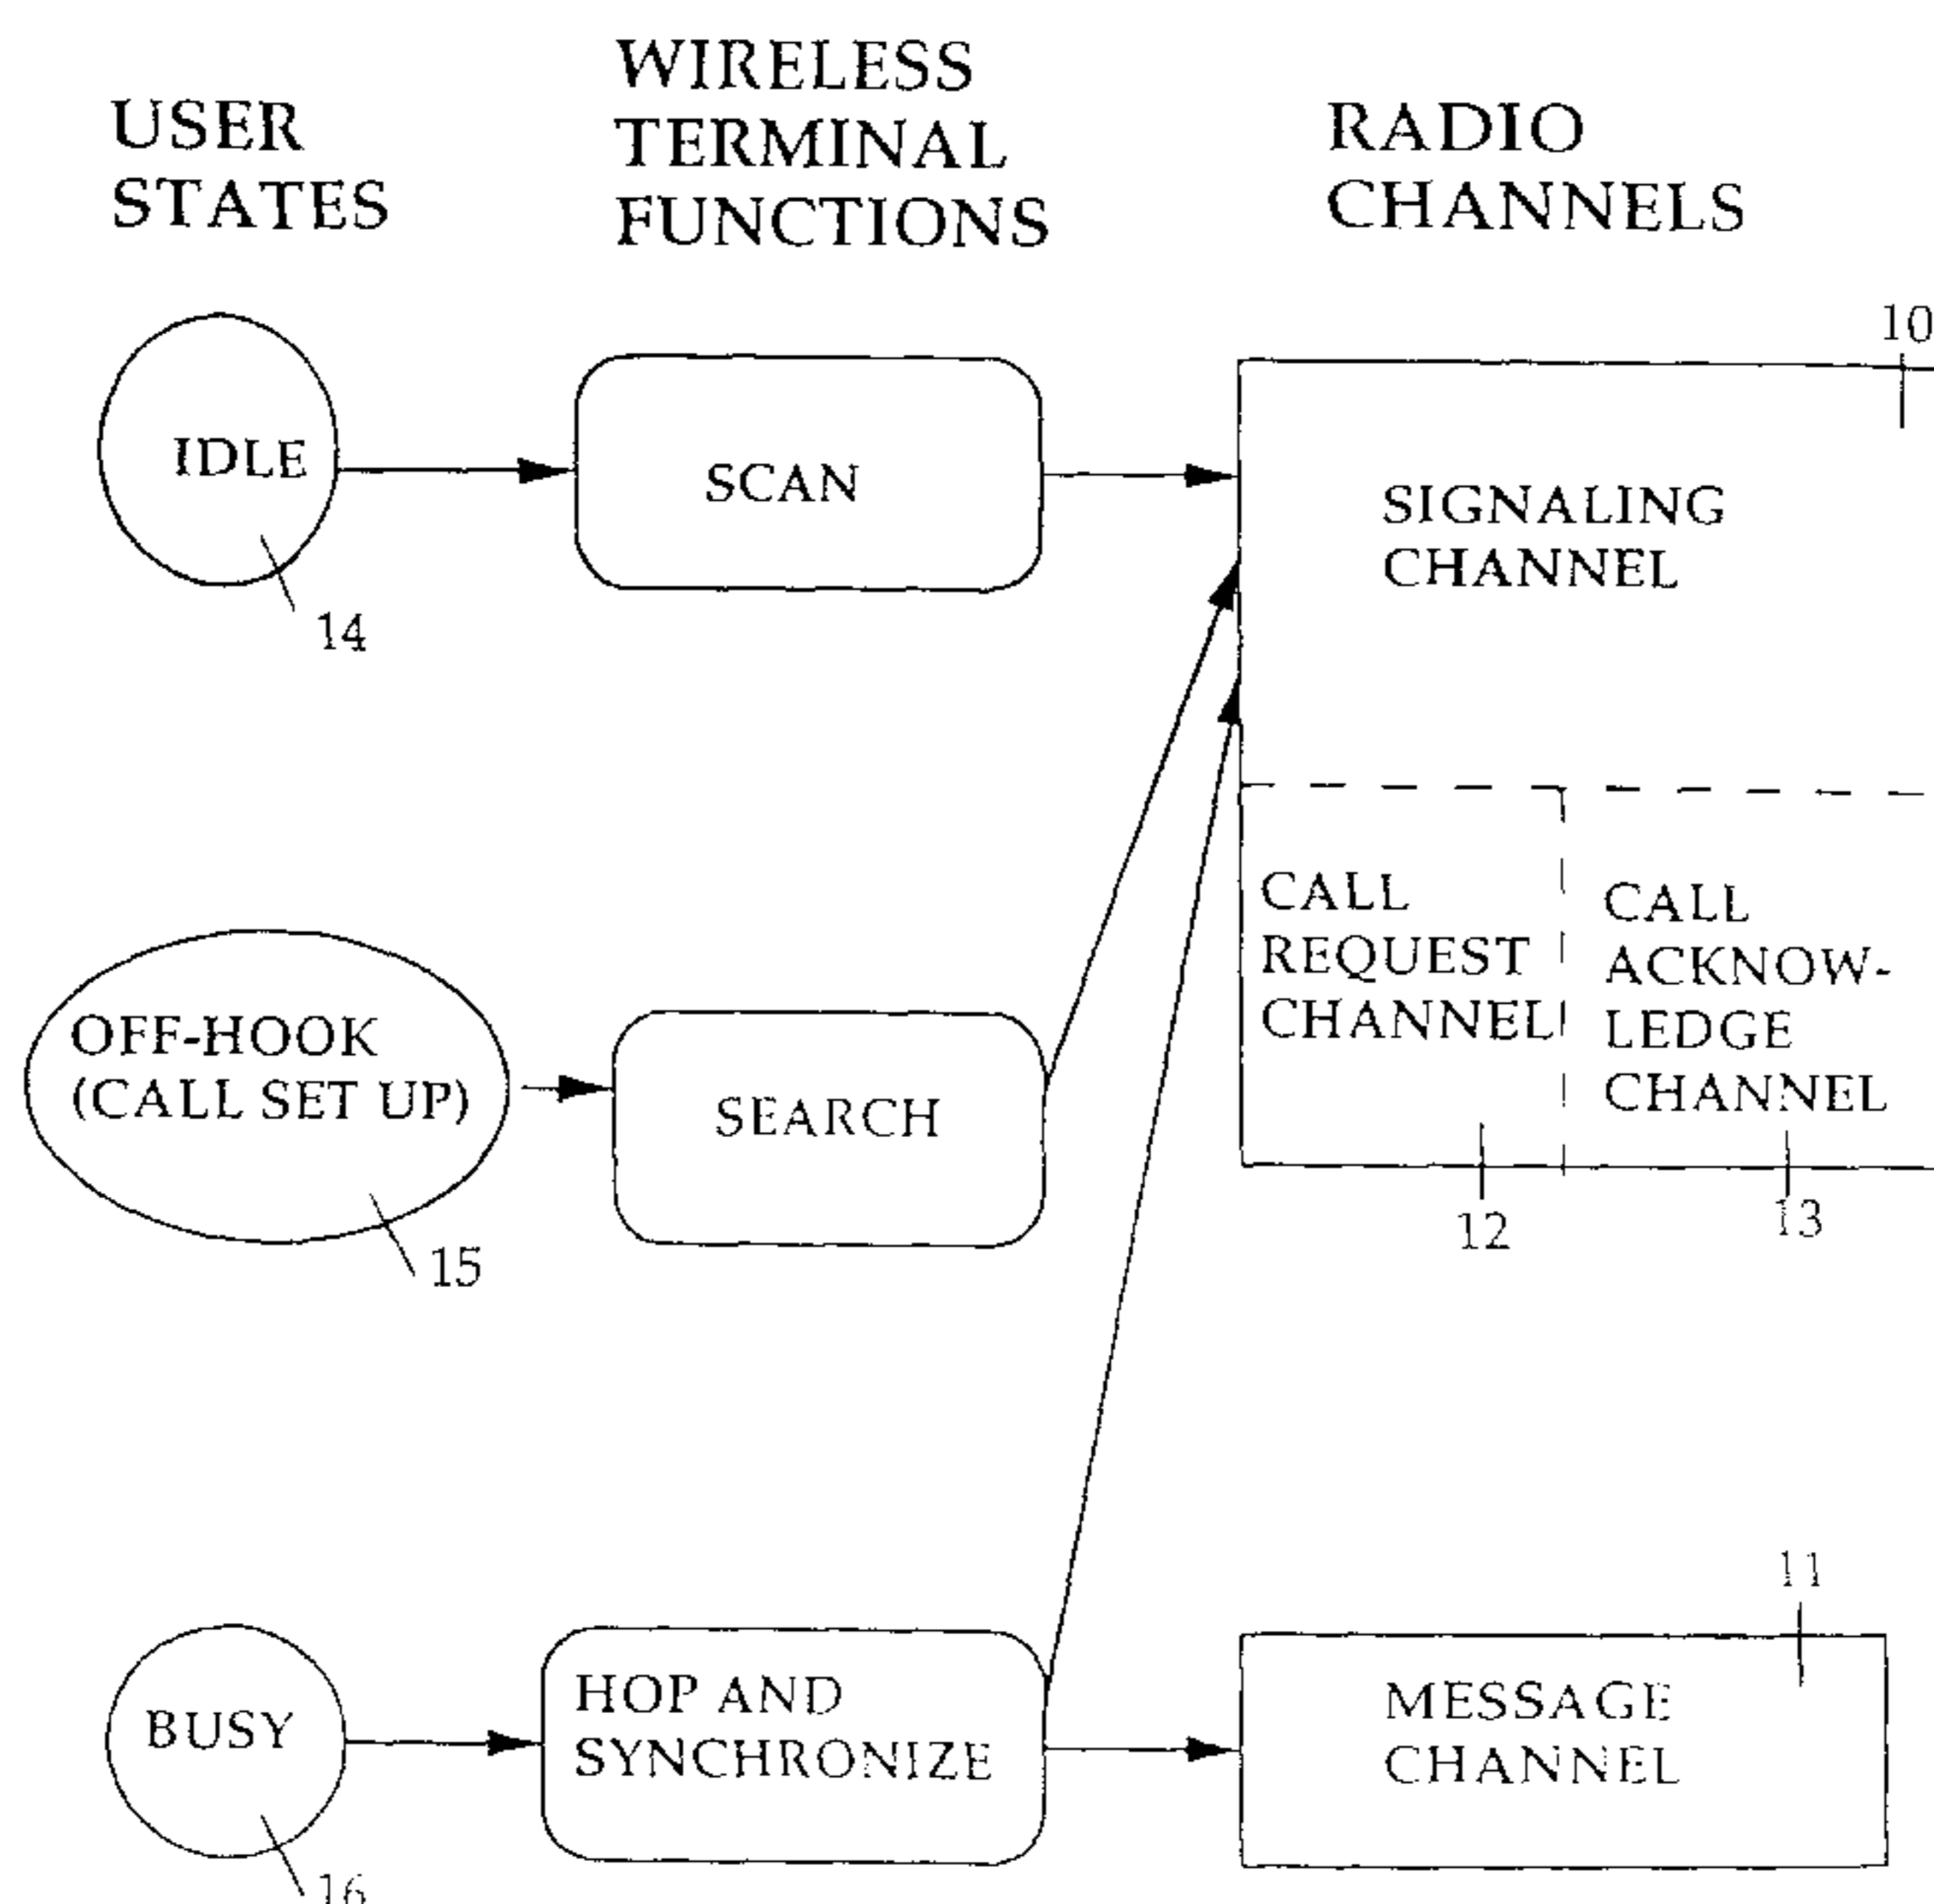 USER
STATES
WIRELESS
TERMINAL
FUNCTIONS
RADIO
CHANNELS
10
IDLE
14
SCAN
SIGNALING
CHANNEL
CALL
REQUEST
CHANNEL
12
CALL
ACKNOW-
LEDGE
CHANNEL
13
OFF-HOOK
(CALL SET UP)
15
SEARCH
BUSY
16
HOP AND
SYNCHRONIZE
11
MESSAGE
CHANNEL